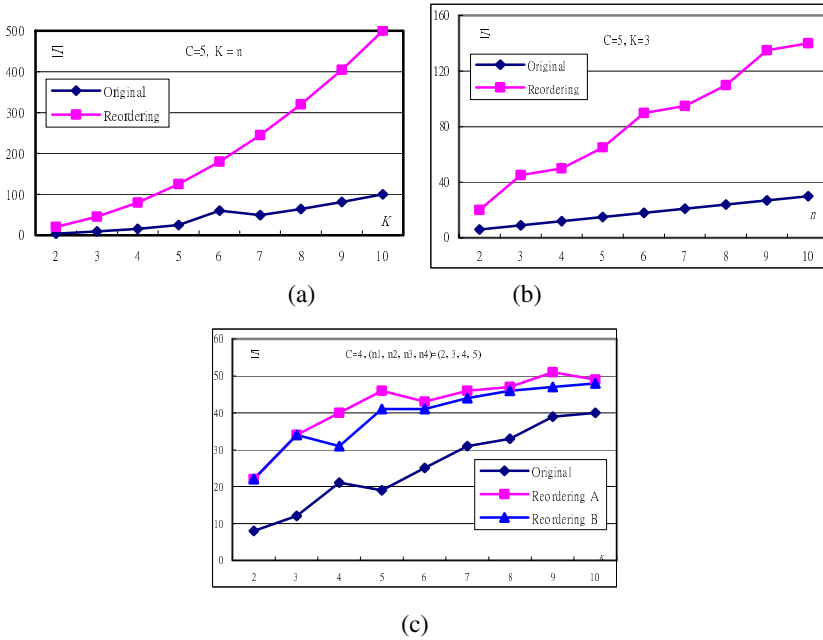 500
400
300
200
100
0
C=5, K = n
Original
Reordering
K
2 3 4 5 6 7 8 9 10
(a)
160
120
80
40
0
C=5, K=3
Original
Reordering
n
2 3 4 5 6 7 8 9 10
(b)
60
50
40
30
20
10
0
C=4, (n1, n2, n3, n4)=(2, 3, 4, 5)
Original
Reordering A
Reordering B
K
2 3 4 5 6 7 8 9 10
(c)